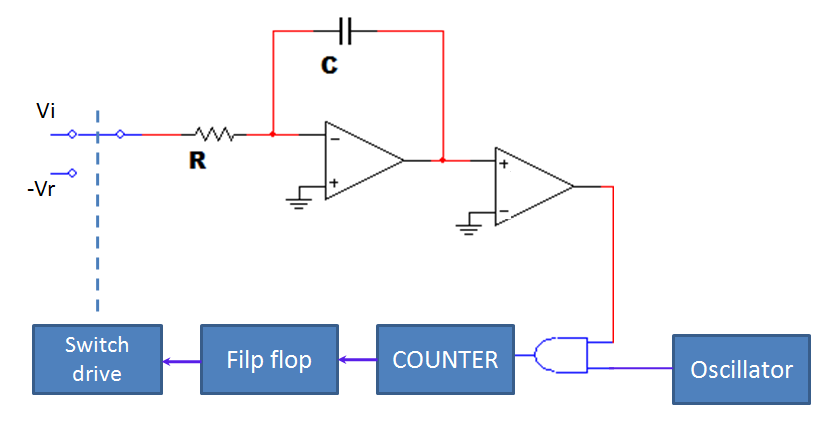 C
Vi
R
-Vr
-
+
+
-
Switch
drive
Filp flop
COUNTER
Oscillator